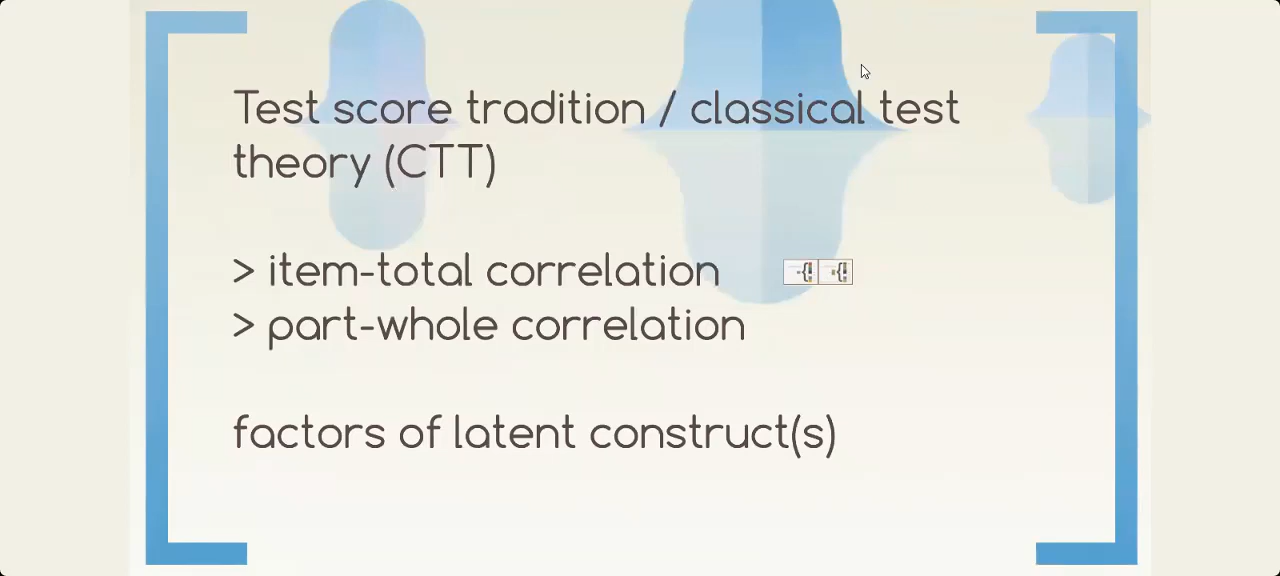 Test score tradition / classical test
theory (CTT)
> item-total correlation
> part-whole correlation
factors of latent construct(s)